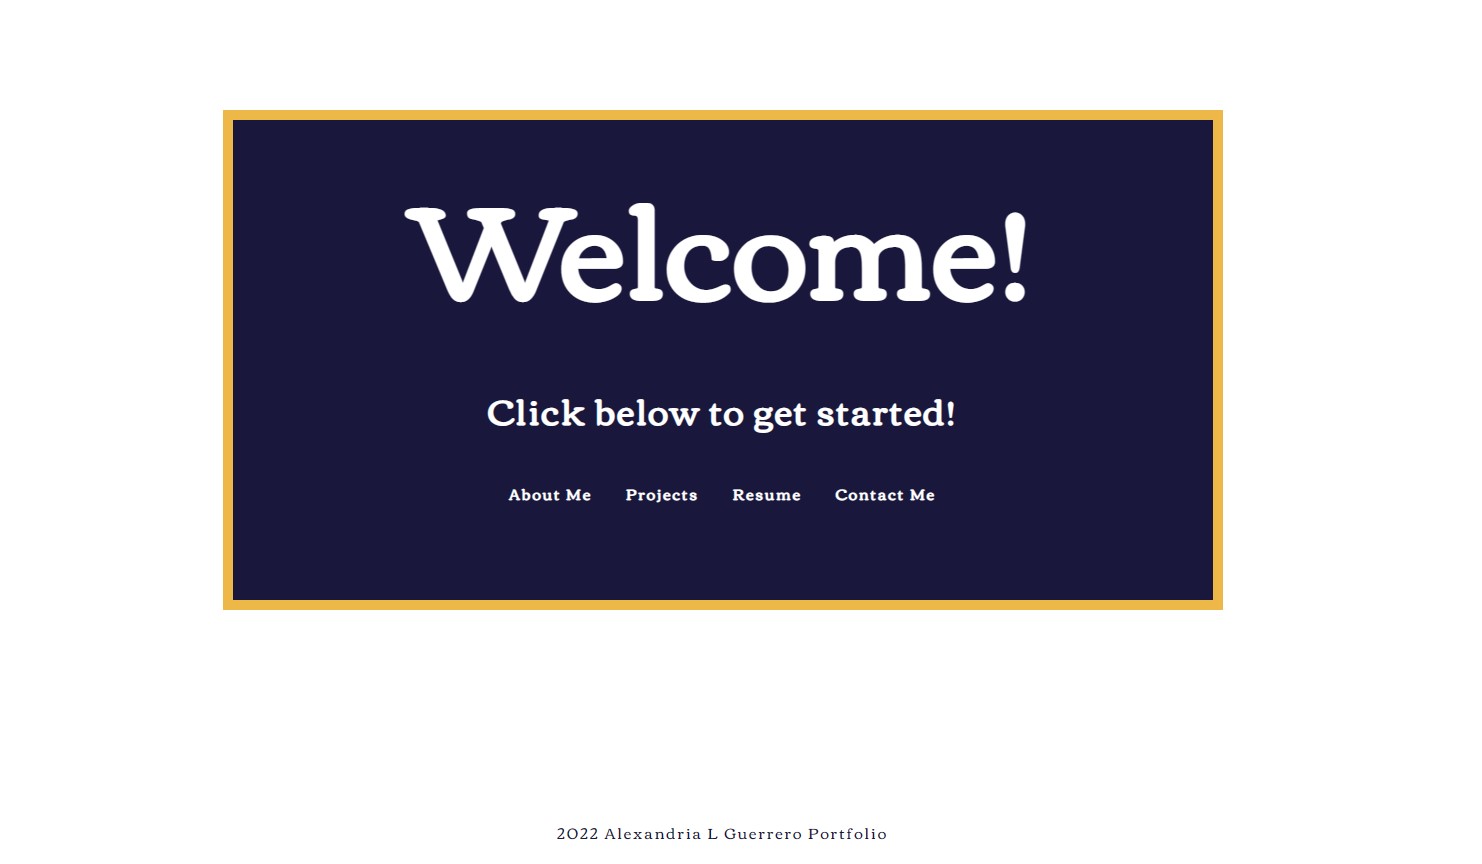 Welcome!
Click below to get started!
About Me Projects Resume Contact Me
2022 Alexandria L Guerrero Portfolio